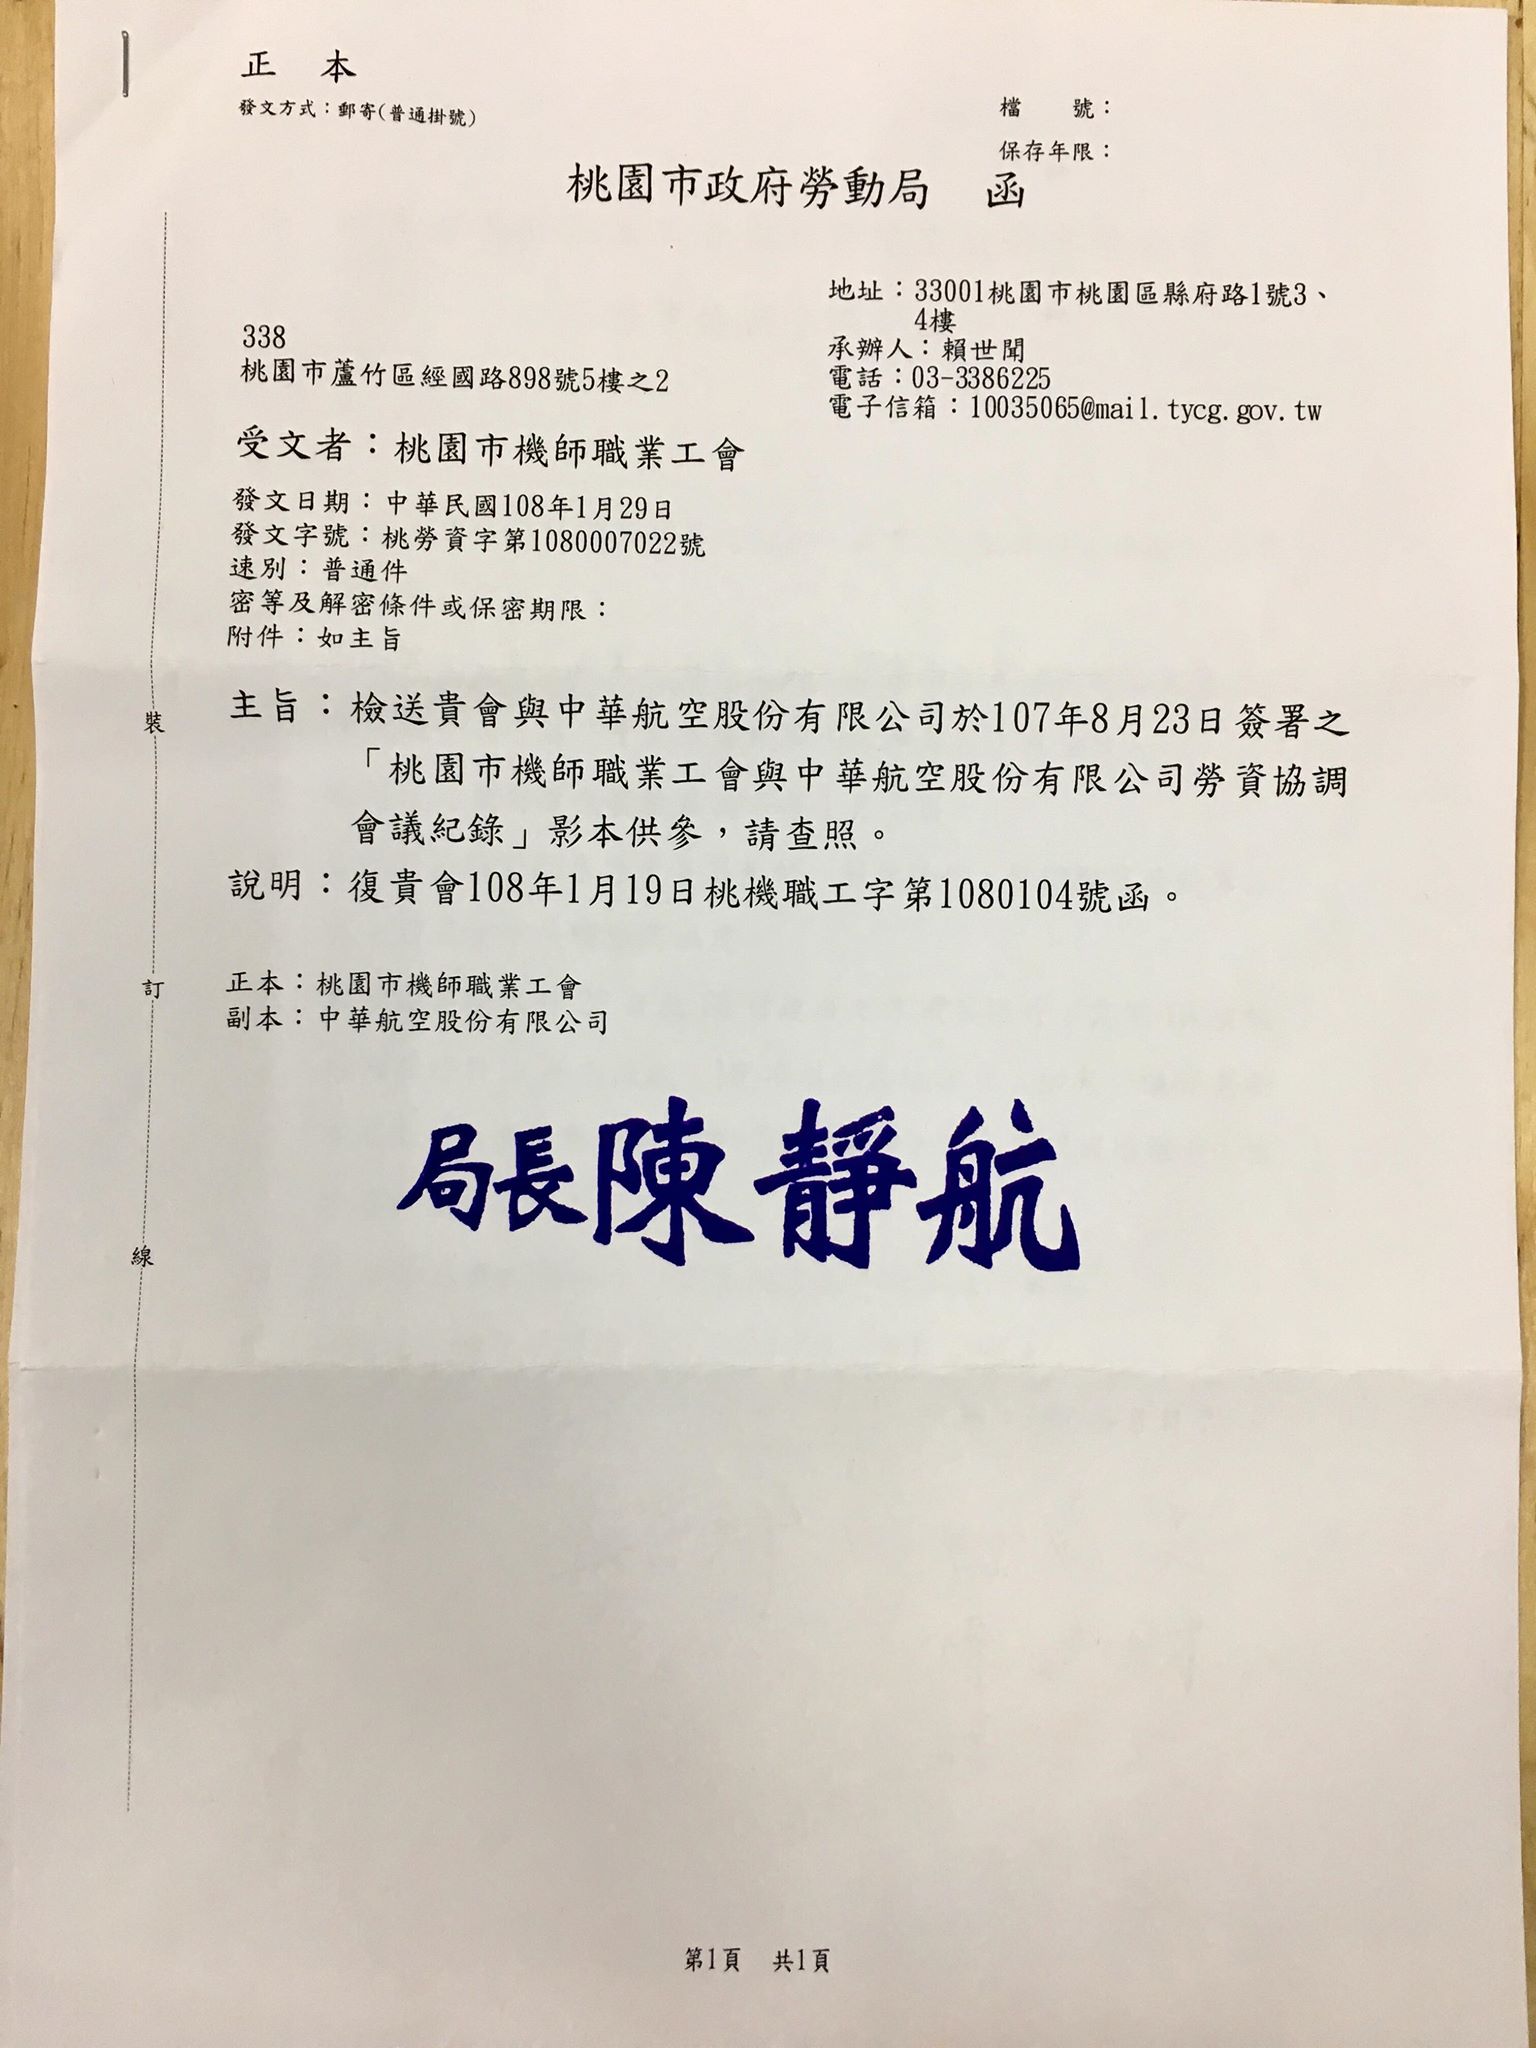 正　本
發文方式：郵寄(普通掛號)
檔　　號：
保存年限：
桃園市政府勞動局　函
地址：33001桃園市桃園區縣府路1號3、
4樓
承辦人：賴世聞
電話：03-3386225
電子信箱：10035065@mail.tycg.gov.tw
338
桃園市蘆竹區經國路898號5樓之2
受文者：桃園市機師職業工會
發文日期：中華民國108年1月29日
發文字號：桃勞資字第1080007022號
速別：普通件
密等及解密條件或保密期限：
附件：如主旨
主旨：檢送貴會與中華航空股份有限公司於107年8月23日簽署之
「桃園市機師職業工會與中華航空股份有限公司勞資協調
會議紀錄」影本供參，請查照。
說明：復貴會108年1月19日桃機職工字第1080104號函。
正本：桃園市機師職業工會
副本：中華航空股份有限公司
局長陳靜航
裝
訂
線
第1頁　共1頁